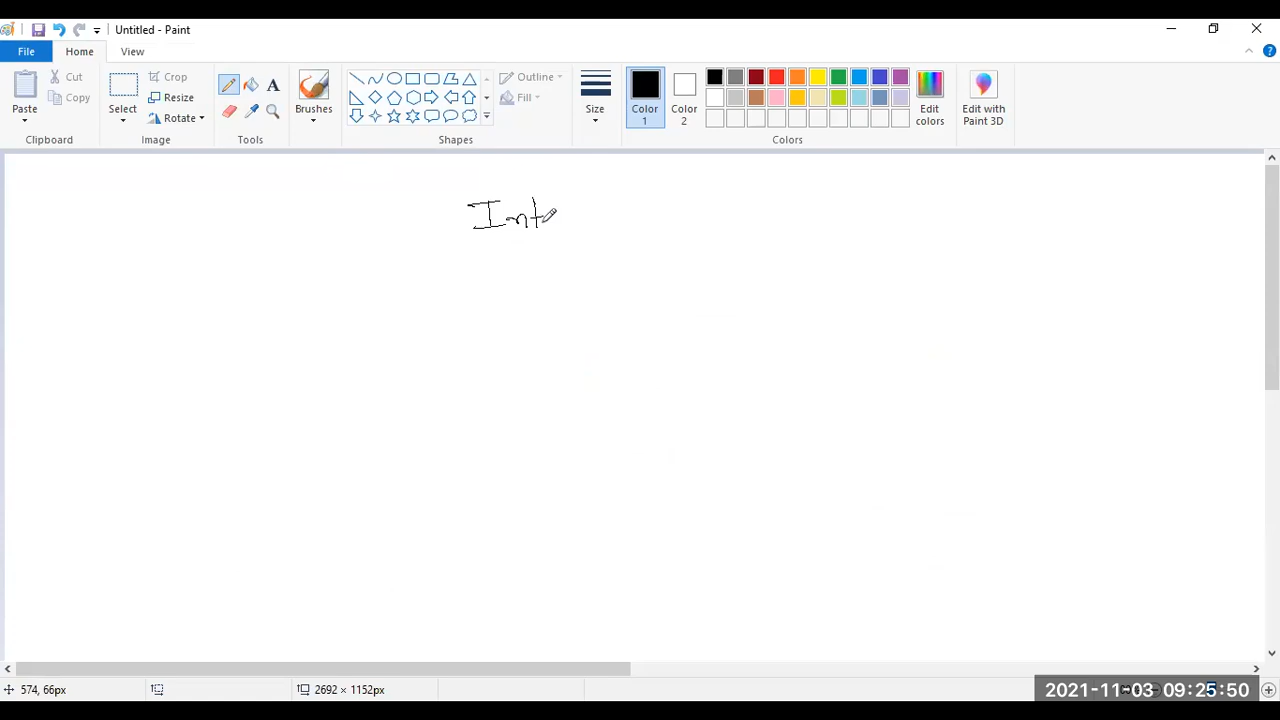 Untitled - Paint
File Home View
Paste
Cut
Copy
Clipboard
Select
Crop
Resize
Rotate
Image
Tools
Brushes
Shapes
Outline
Fill
Size
Color 1
Color 2
Colors
Edit colors
Edit with Paint 3D
Int
574, 66px
2692 × 1152px
2021-11-03 09:25:50